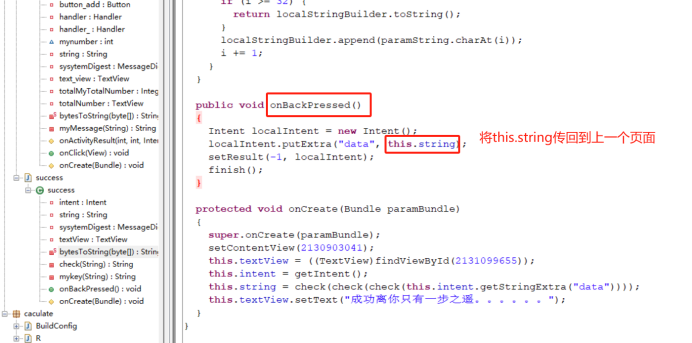 button_add : Button
handler : Handler
handler_ : Handler
mynumber : int
string : String
sysytemDigest : MessageDi
text_view : TextView
totalMyTotalNumber : Integ
totalNumber : TextView
bytesToString(byte[]) : String
myMessage(String) : String
onActivityResult(int, int, Inten
onClick(View) : void
onCreate(Bundle) : void
success
success
intent : Intent
string : String
sysytemDigest : MessageDi
textView : TextView
bytesToString(byte[]) : String
check(String) : String
mykey(String) : String
onBackPressed() : void
onCreate(Bundle) : void
caculate
BuildConfig
R
if (i >= 32) {
return localStringBuilder.toString();
}
localStringBuilder.append(paramString.charAt(i));
i += 1;
}
}
public void onBackPressed()
{
Intent localIntent = new Intent();
localIntent.putExtra("data", this.string);
setResult(-1, localIntent);
finish();
}
将this.string传回到上一个页面
protected void onCreate(Bundle paramBundle)
{
super.onCreate(paramBundle);
setContentView(2130903041);
this.textView = ((TextView)findViewById(2131099655));
this.intent = getIntent();
this.string = check(check(check(this.intent.getStringExtra("data"))));
this.textView.setText("成功离你只有一步之遥。。。。。。");
}
}